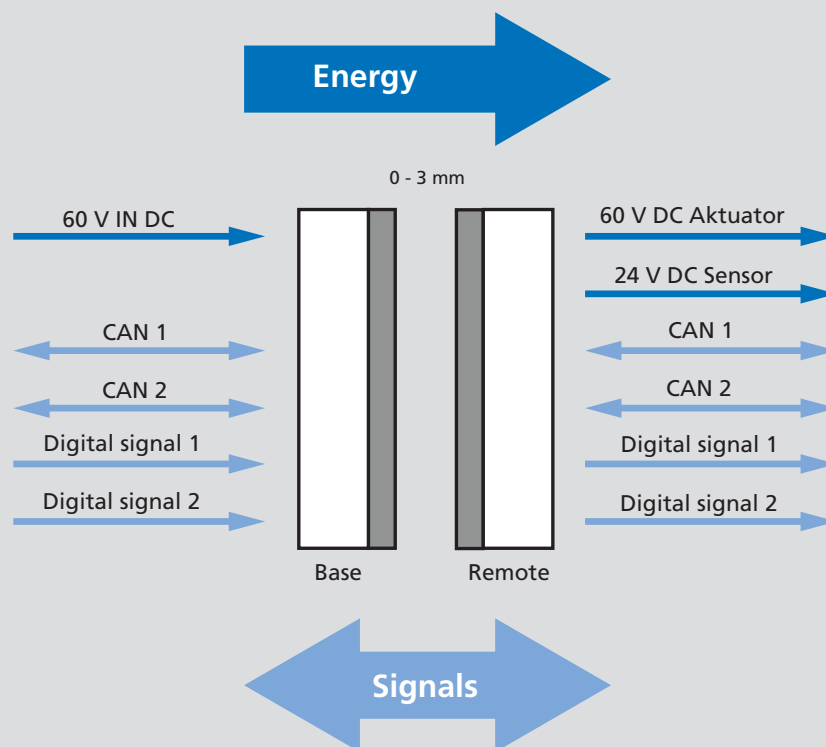 Energy
0 - 3 mm
60 V IN DC
60 V DC Aktuator
24 V DC Sensor
CAN 1
CAN 1
CAN 2
CAN 2
Digital signal 1
Digital signal 1
Digital signal 2
Digital signal 2
Base
Remote
Signals